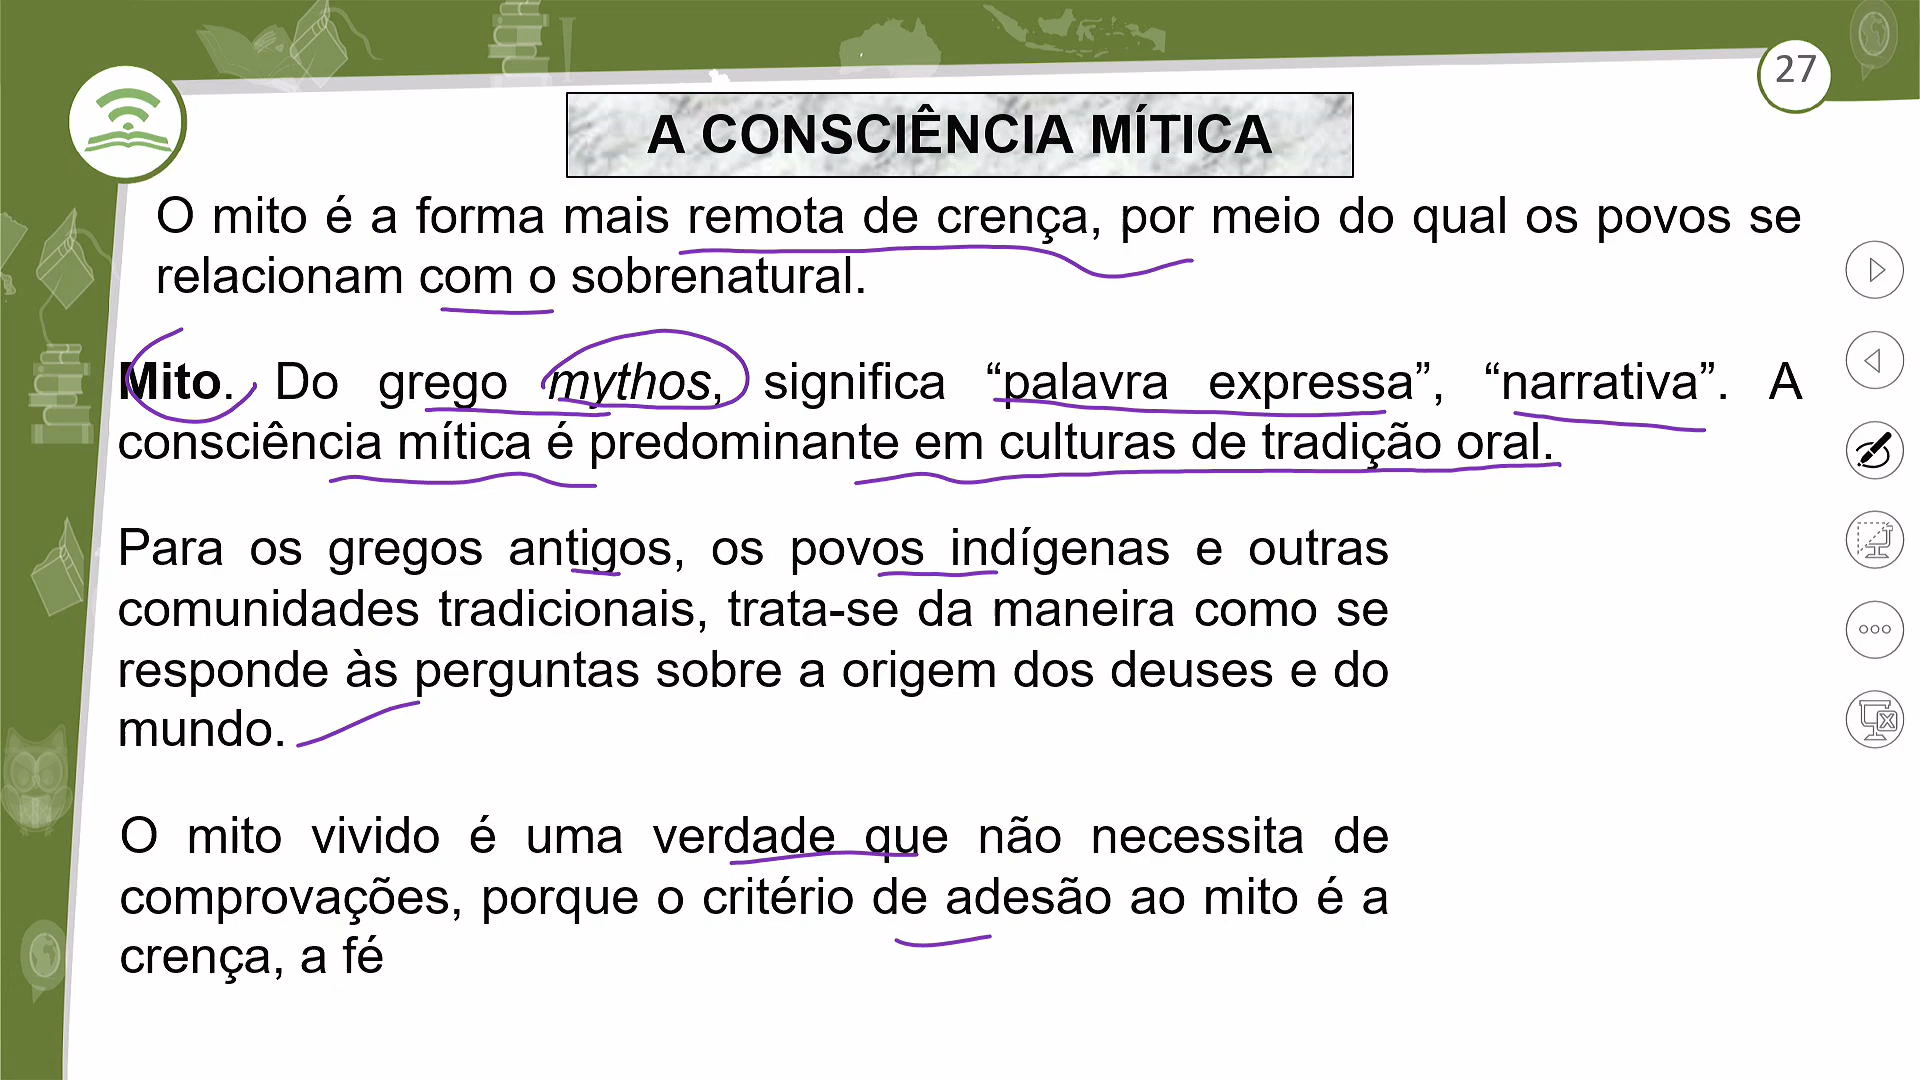 27
A CONSCIÊNCIA MÍTICA
O mito é a forma mais remota de crença, por meio do qual os povos se
relacionam com o sobrenatural.
Mito. Do grego mythos, significa “palavra expressa”, “narrativa”. A
consciência mítica é predominante em culturas de tradição oral.
Para os gregos antigos, os povos indígenas e outras
comunidades tradicionais, trata-se da maneira como se
responde às perguntas sobre a origem dos deuses e do
mundo.
O mito vivido é uma verdade que não necessita de
comprovações, porque o critério de adesão ao mito é a
crença, a fé